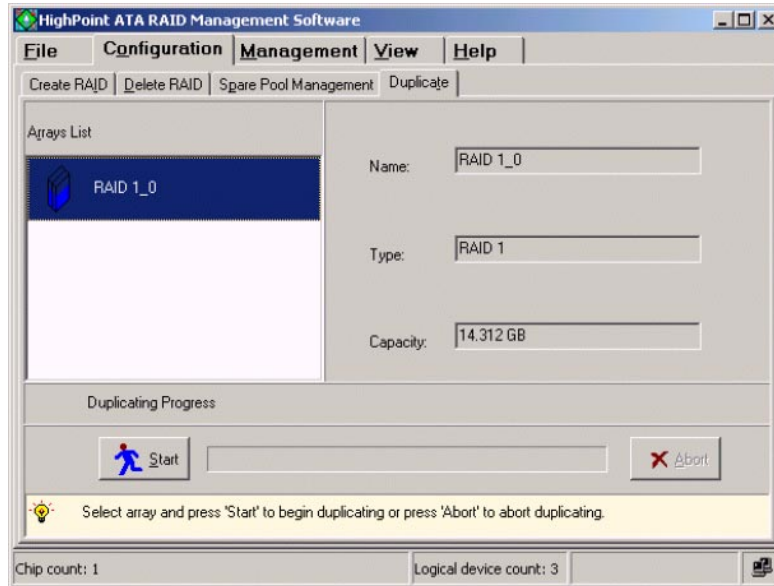 HighPoint ATA RAID Management Software
File Configuration Management View Help
Create RAID Delete RAID Spare Pool Management Duplicate
Arrays List
RAID 1_0
Name: RAID 1_0
Type: RAID 1
Capacity: 14.312 GB
Duplicating Progress
Start Abort
Select array and press 'Start' to begin duplicating or press 'Abort' to abort duplicating.
Chip count: 1 Logical device count: 3